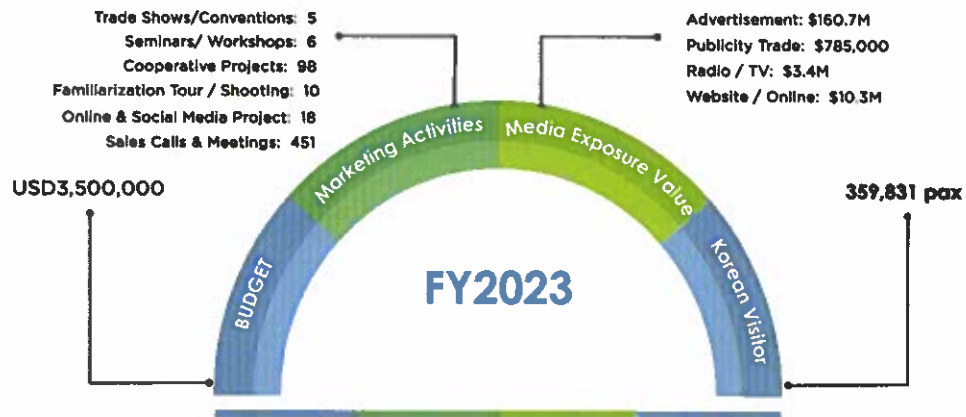 Trade Shows/Conventions: 5
Seminars/ Workshops: 6
Cooperative Projects: 98
Familiarization Tour / Shooting: 10
Online & Social Media Project: 18
Sales Calls & Meetings: 451
Advertisement: $160.7M
Publicity Trade: $785,000
Radio / TV: $3.4M
Website / Online: $10.3M
USD3,500,000
359,831 pax
BUDGET
Marketing Activities
Media Exposure Value
Korean Visitor
FY2023